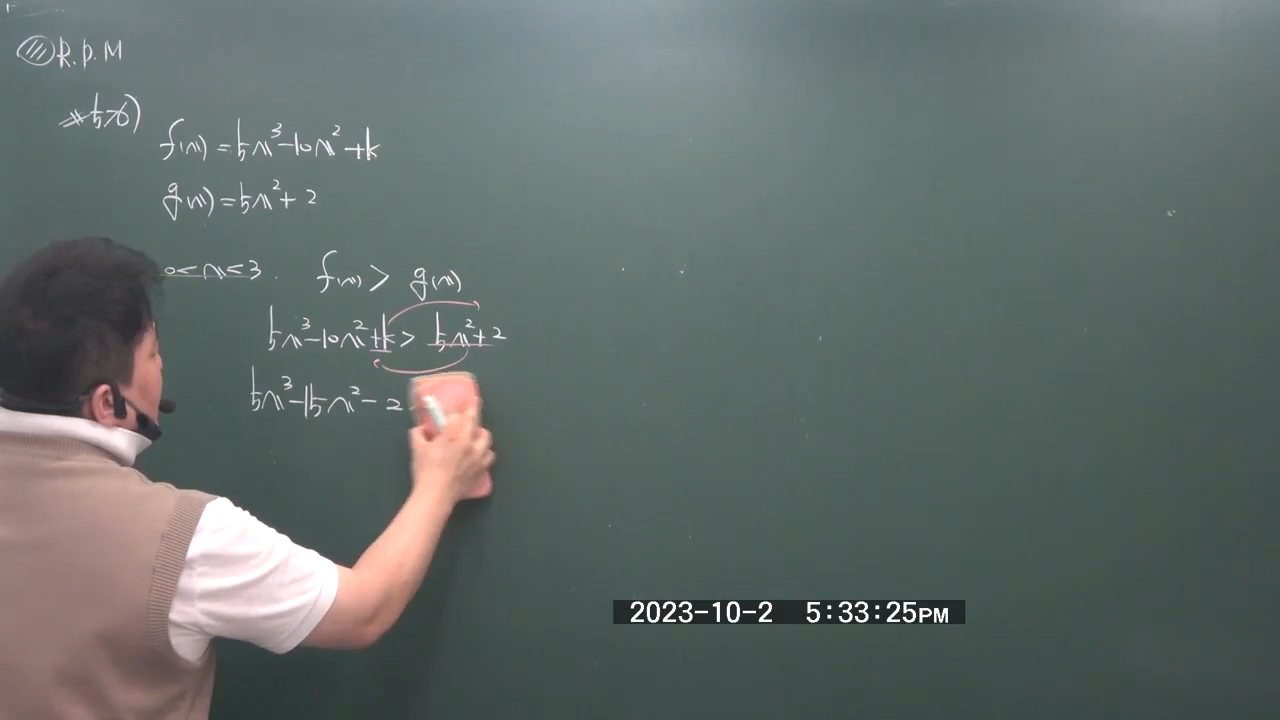 R.P.M
576)
f(x) = 5x³ - 10x² + k
g(x) = 5x² + 2
0 < x < 3 . f(x) > g(x)
5x³ - 10x² + k > 5x² + 2
5x³ - 15x² - 2
2023-10-2 5:33:25PM